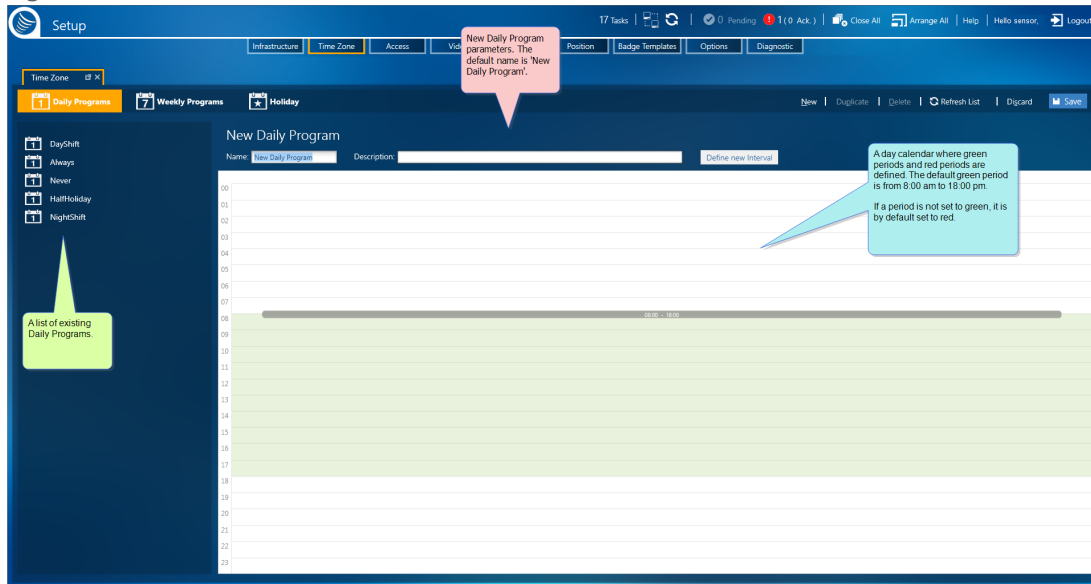 Setup
17 Tasks
0 Pending
1 ( 0 Ack. )
Close All
Arrange All
Help
Hello sensor,
Logout
Infrastructure
Time Zone
Access
Position
Badge Templates
Options
Diagnostic
New Daily Program
parameters. The
default name is 'New
Daily Program'.
Time Zone
1 Daily Programs
7 Weekly Programs
Holiday
New
Duplicate
Delete
Refresh List
Discard
Save
1 DayShift
1 Always
1 Never
1 HalfHoliday
1 NightShift
New Daily Program
Name: New Daily Program
Description:
Define new Interval
A day calendar where green
periods and red periods are
defined. The default green period
is from 8:00 am to 18:00 pm.
If a period is not set to green, it is
by default set to red.
A list of existing
Daily Programs.
00
01
02
03
04
05
06
07
08
08:00 - 18:00
09
10
11
12
13
14
15
16
17
18
19
20
21
22
23